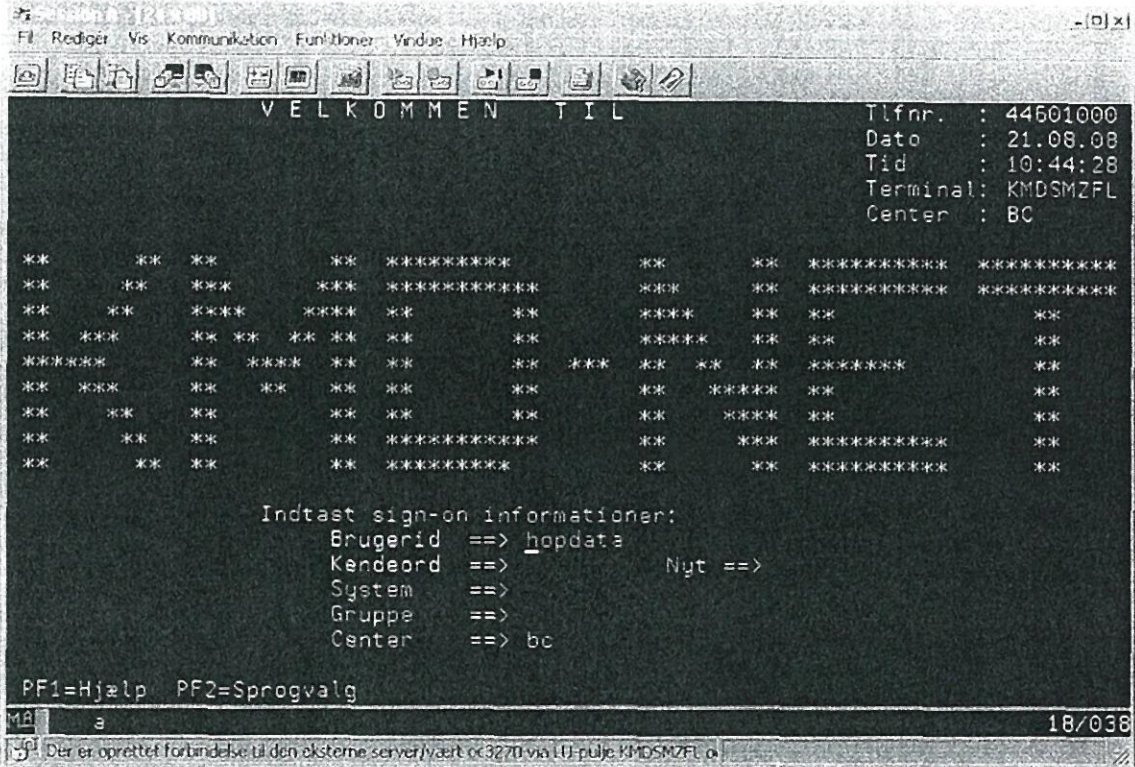 Fil Rediger Vis Kommunikation Funktioner Vindue Hjælp
VELKOMMEN TIL
Tlfnr. : 44601000
Dato : 21.08.08
Tid : 10:44:28
Terminal: KMDSMZFL
Center : BC
KMD-NET
Indtast sign-on informationer:
Brugerid ==> hopdata
Kendeord ==> Nyt ==>
System ==>
Gruppe ==>
Center ==> bc
PF1=Hjælp PF2=Sprogvalg
MA a 18/038
Der er oprettet forbindelse til den eksterne server/vært via LU-pulje KMDSMZFL